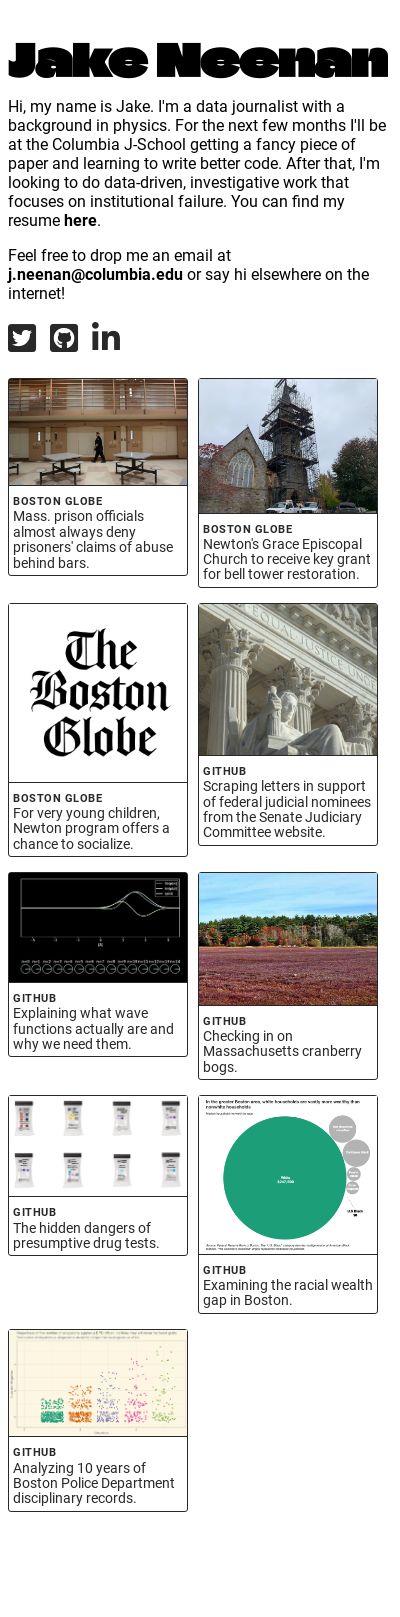 Jake Neenan
Hi, my name is Jake. I'm a data journalist with a
background in physics. For the next few months I'll be
at the Columbia J-School getting a fancy piece of
paper and learning to write better code. After that, I'm
looking to do data-driven, investigative work that
focuses on institutional failure. You can find my
resume here.
Feel free to drop me an email at
j.neenan@columbia.edu or say hi elsewhere on the
internet!
in
BOSTON GLOBE
Mass. prison officials
almost always deny
prisoners' claims of abuse
behind bars.
BOSTON GLOBE
Newton's Grace Episcopal
Church to receive key grant
for bell tower restoration.
The
Boston
Globe
BOSTON GLOBE
For very young children,
Newton program offers a
chance to socialize.
EQUAL JUSTICE UNDER
GITHUB
Scraping letters in support
of federal judicial nominees
from the Senate Judiciary
Committee website.
GITHUB
Explaining what wave
functions actually are and
why we need them.
GITHUB
Checking in on
Massachusetts cranberry
bogs.
GITHUB
The hidden dangers of
presumptive drug tests.
In the greater Boston area, white households are vastly more wealthy than
nonwhite households
White
$247,500
U.S. Black
$8
GITHUB
Examining the racial wealth
gap in Boston.
GITHUB
Analyzing 10 years of
Boston Police Department
disciplinary records.